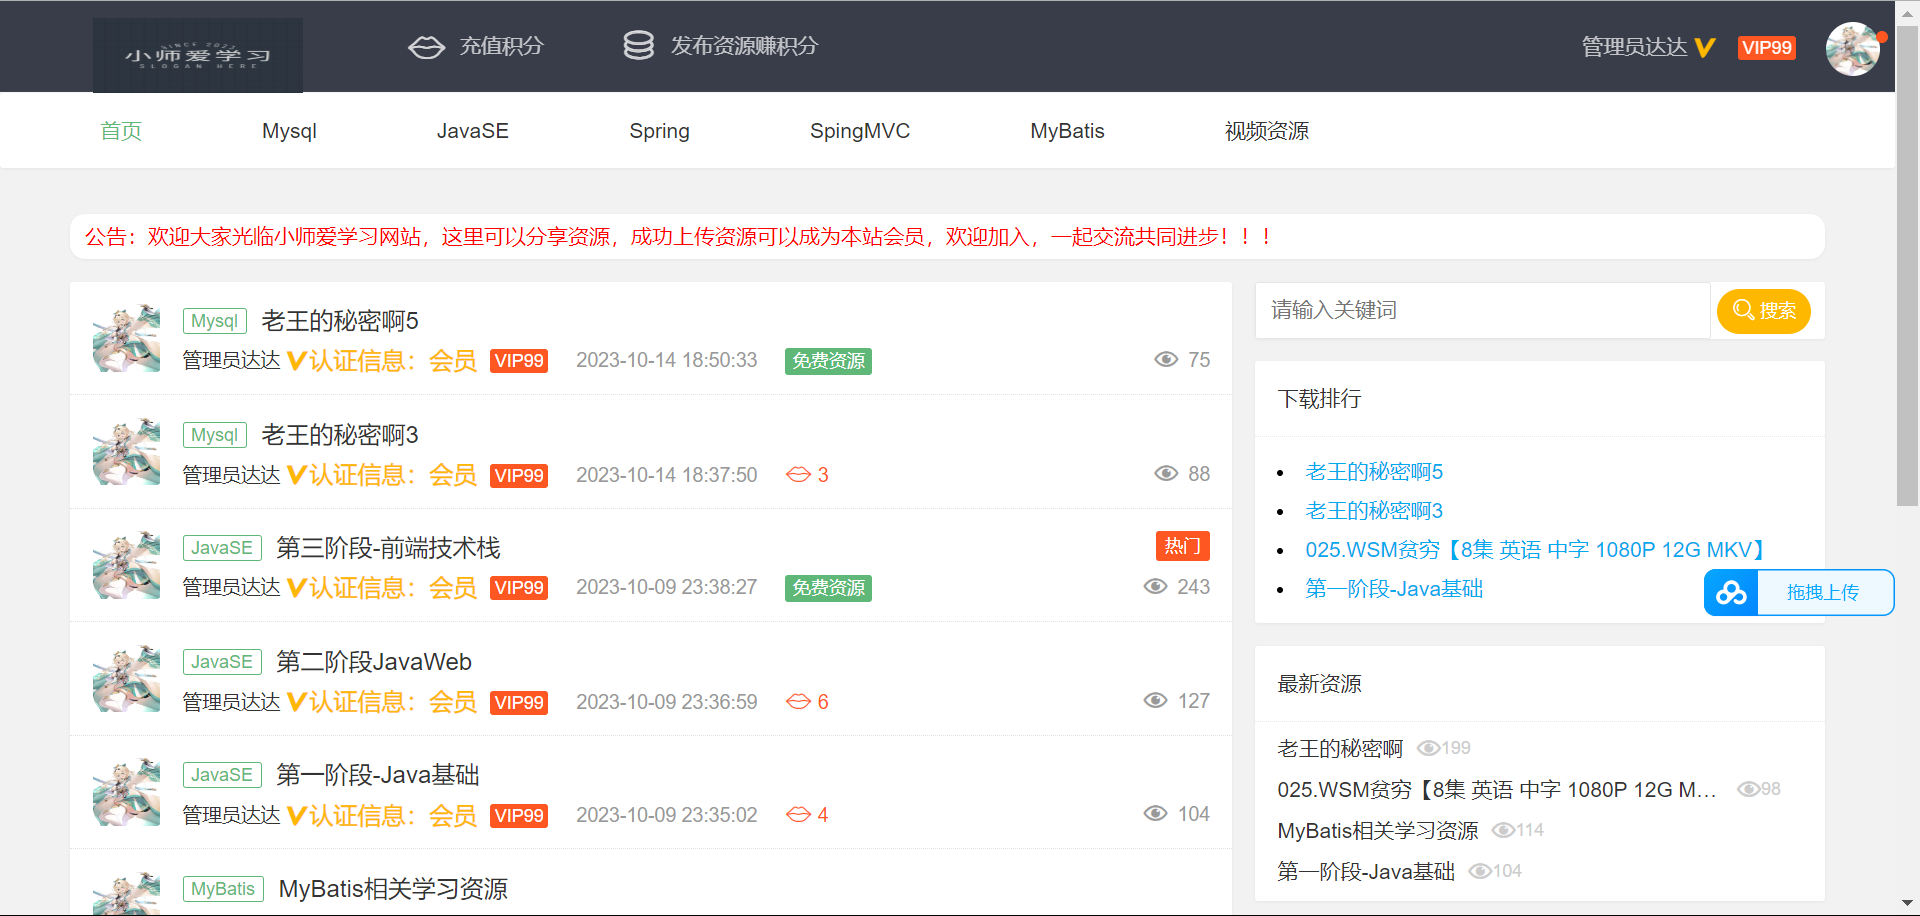 小师爱学习
SINCE 2022
SLOGAN HERE
充值积分
发布资源赚积分
管理员达达 V VIP99
首页 Mysql JavaSE Spring SpingMVC MyBatis 视频资源
公告：欢迎大家光临小师爱学习网站，这里可以分享资源，成功上传资源可以成为本站会员，欢迎加入，一起交流共同进步！！！
Mysql 老王的秘密啊5
管理员达达 V认证信息：会员 VIP99 2023-10-14 18:50:33 免费资源 75
Mysql 老王的秘密啊3
管理员达达 V认证信息：会员 VIP99 2023-10-14 18:37:50 3 88
JavaSE 第三阶段-前端技术栈 热门
管理员达达 V认证信息：会员 VIP99 2023-10-09 23:38:27 免费资源 243
JavaSE 第二阶段JavaWeb
管理员达达 V认证信息：会员 VIP99 2023-10-09 23:36:59 6 127
JavaSE 第一阶段-Java基础
管理员达达 V认证信息：会员 VIP99 2023-10-09 23:35:02 4 104
MyBatis MyBatis相关学习资源
请输入关键词 搜索
下载排行
老王的秘密啊5
老王的秘密啊3
025.WSM贫穷【8集 英语 中字 1080P 12G MKV】
第一阶段-Java基础
拖拽上传
最新资源
老王的秘密啊 199
025.WSM贫穷【8集 英语 中字 1080P 12G M... 98
MyBatis相关学习资源 114
第一阶段-Java基础 104